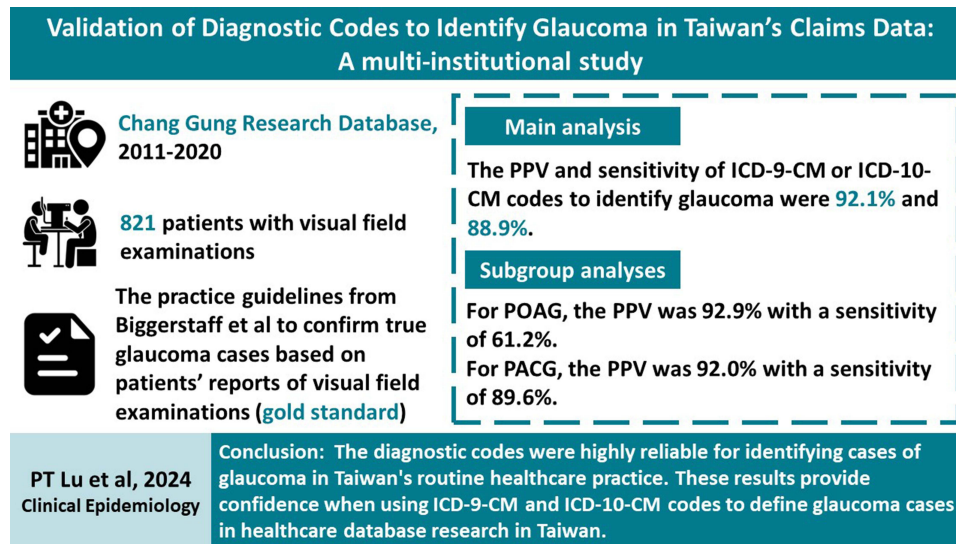 Validation of Diagnostic Codes to Identify Glaucoma in Taiwan's Claims Data:
A multi-institutional study
Chang Gung Research Database,
2011-2020
821 patients with visual field
examinations
The practice guidelines from
Biggerstaff et al to confirm true
glaucoma cases based on
patients' reports of visual field
examinations (gold standard)
Main analysis
The PPV and sensitivity of ICD-9-CM or ICD-10-
CM codes to identify glaucoma were 92.1% and
88.9%.
Subgroup analyses
For POAG, the PPV was 92.9% with a sensitivity
of 61.2%.
For PACG, the PPV was 92.0% with a sensitivity
of 89.6%.
PT Lu et al, 2024
Clinical Epidemiology
Conclusion:  The diagnostic codes were highly reliable for identifying cases of
glaucoma in Taiwan's routine healthcare practice. These results provide
confidence when using ICD-9-CM and ICD-10-CM codes to define glaucoma cases
in healthcare database research in Taiwan.